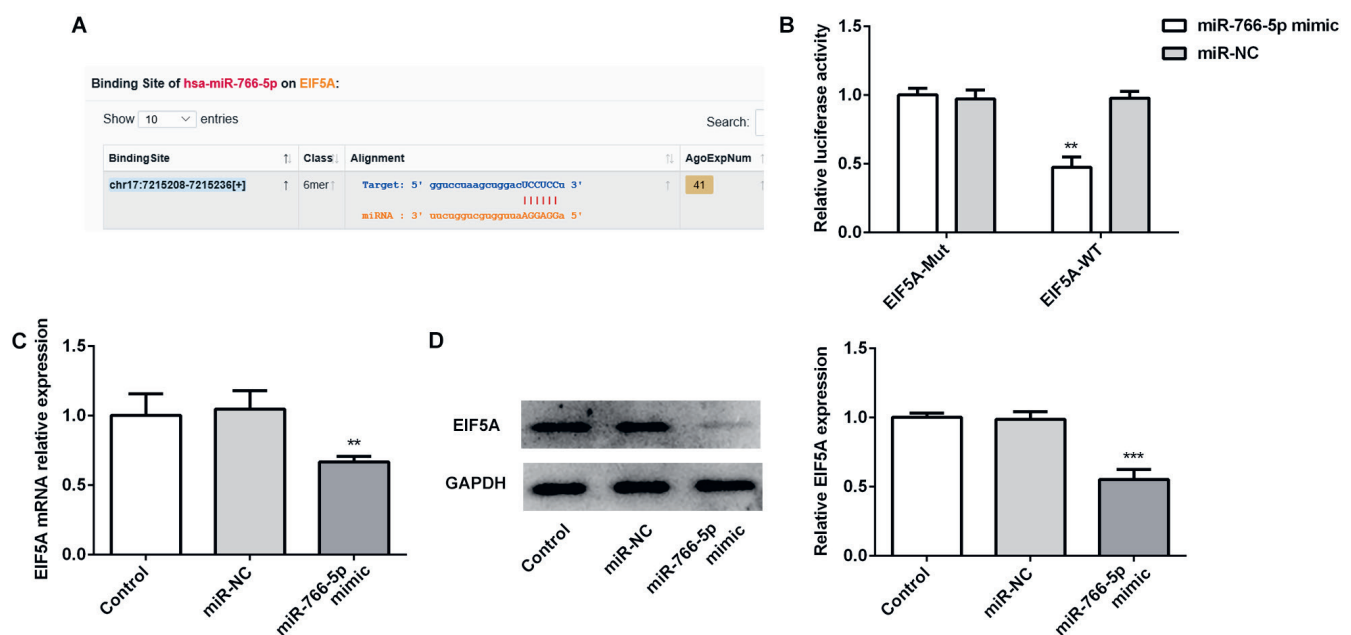 A
Binding Site of hsa-miR-766-5p on EIF5A:
Show 10 entries
Search:
BindingSite Class Alignment AgoExpNum
chr17:7215208-7215236[+] 6mer Target: 5' gguccuaagcuggacUCCUCCu 3' 41
miRNA : 3' uucuggucgugguuaAGGAGGa 5'
B
miR-766-5p mimic
miR-NC
Relative luciferase activity
1.5
1.0
0.5
0.0
**
EIF5A-Mut
EIF5A-WT
C
EIF5A mRNA relative expression
1.5
1.0
0.5
0.0
**
Control
miR-NC
miR-766-5p
mimic
D
EIF5A
GAPDH
Control
miR-NC
miR-766-5p
mimic
Relative EIF5A expression
1.5
1.0
0.5
0.0
***
Control
miR-NC
miR-766-5p
mimic